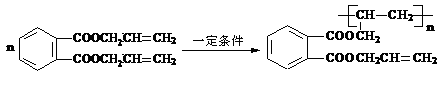 CH—CH₂
n
COOCH₂CH=CH₂
COOCH₂
n
一定条件
COOCH₂CH=CH₂
COOCH₂CH=CH₂